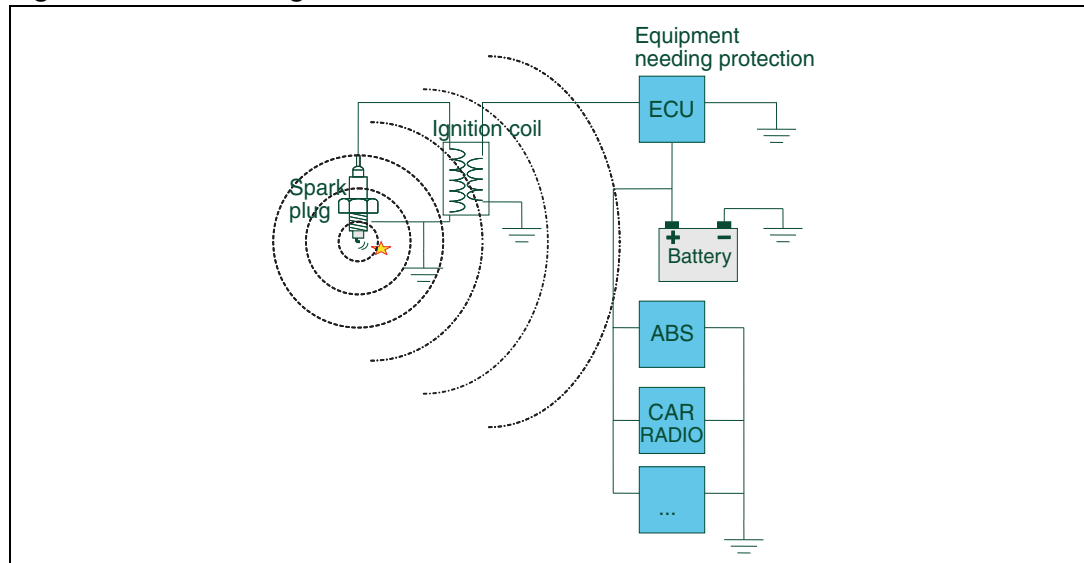 Equipment
needing protection
ECU
Ignition coil
Spark
plug
+ −
Battery
ABS
CAR
RADIO
...